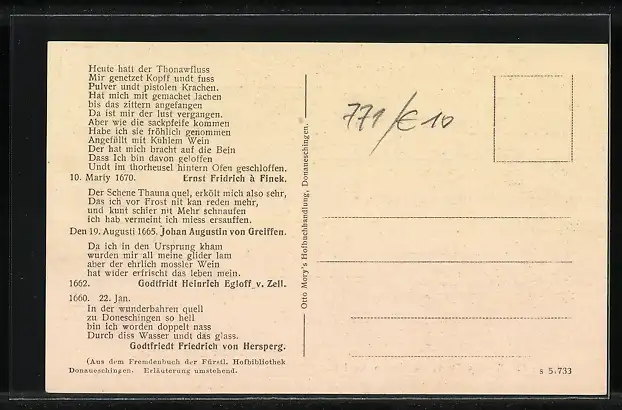 Heute hatt der Thonawfluss
Mir genetzet Kopff undt fuss
Pulver undt pistolen Krachen.
Hat mich mit gemachet Jachen
bis das zittern angefangen
Da ist mir der lust vergangen.
Aber wie die sackpfeife kommen
Habe ich sie fröhlich genommen
Angefüllt mit Kühlem Wein
Der hat mich bracht auf die Bein
Dass Ich bin davon geloffen
Undt im thorheusel hintern Ofen geschloffen.
10. Marty 1670. Ernst Fridrich à Finek.
Der Schene Thauna quel, erkölt mich also sehr,
Das ich vor Frost nit kan reden mehr,
und kunt schier nit Mehr schnaufen
ich hab vermeint ich miess ersauffen.
Den 19. Augusti 1665. Johan Augustin von Greiffen.
Da ich in den Ursprung kham
wurden mir all meine glider lam
aber der ehrlich mossler Wein
hat wider erfrischt das leben mein.
1662. Godtfridt Heinrich Egloff v. Zell.
1660. 22. Jan.
In der wunderbahren quell
zu Doneschingen so hell
bin ich worden doppelt nass
Durch diss Wasser undt das glass.
Godtfriedt Friedrich von Hersperg.
(Aus dem Fremdenbuch der Fürstl. Hofbibliothek
Donaueschingen. Erläuterung umstehend.
Otto Mory's Hofbuchhandlung, Donaueschingen.
771/€10
s 5.733